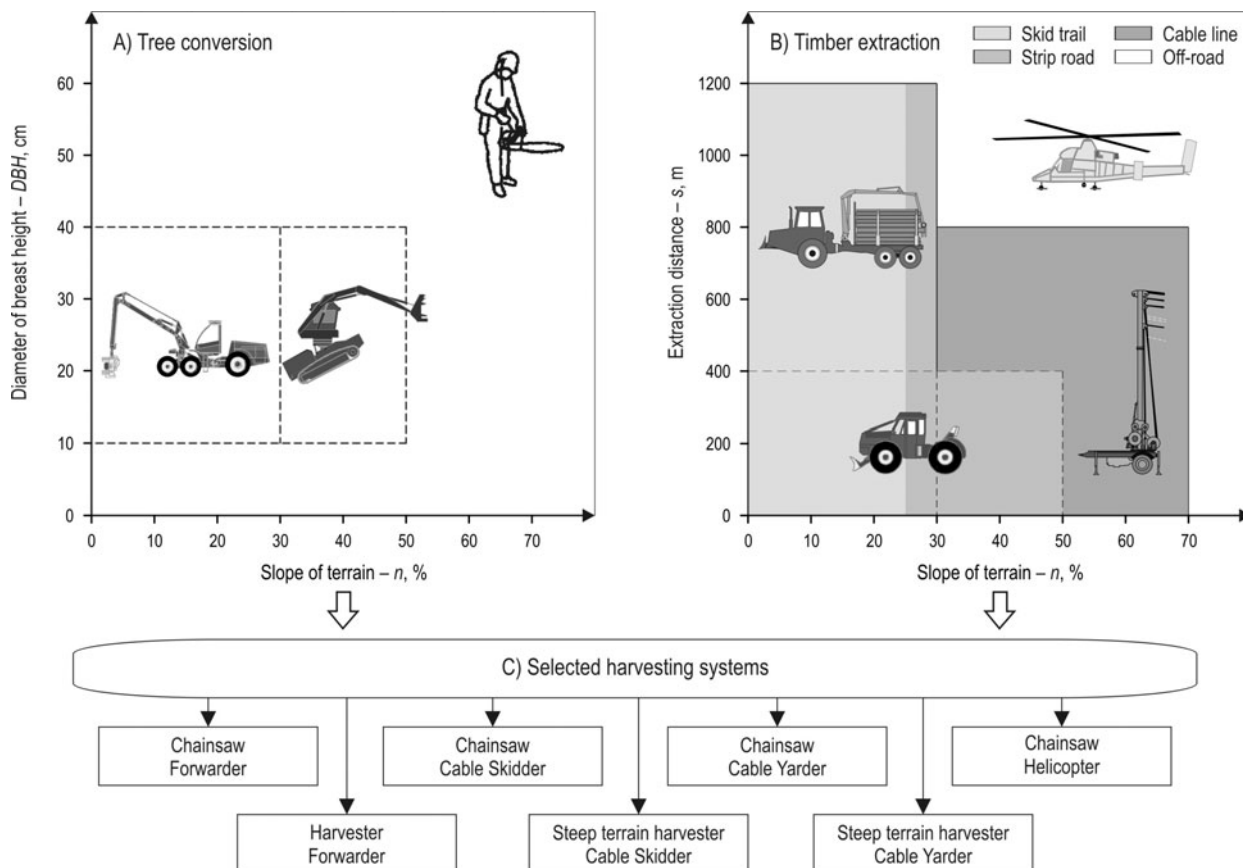 A) Tree conversion
Diameter of breast height – DBH, cm
60
50
40
30
20
10
0
0 10 20 30 40 50 60 70
Slope of terrain – n, %
B) Timber extraction
Skid trail
Cable line
Strip road
Off-road
Extraction distance – s, m
1200
1000
800
600
400
200
0
0 10 20 30 40 50 60 70
Slope of terrain – n, %
C) Selected harvesting systems
Chainsaw
Forwarder
Chainsaw
Cable Skidder
Chainsaw
Cable Yarder
Chainsaw
Helicopter
Harvester
Forwarder
Steep terrain harvester
Cable Skidder
Steep terrain harvester
Cable Yarder